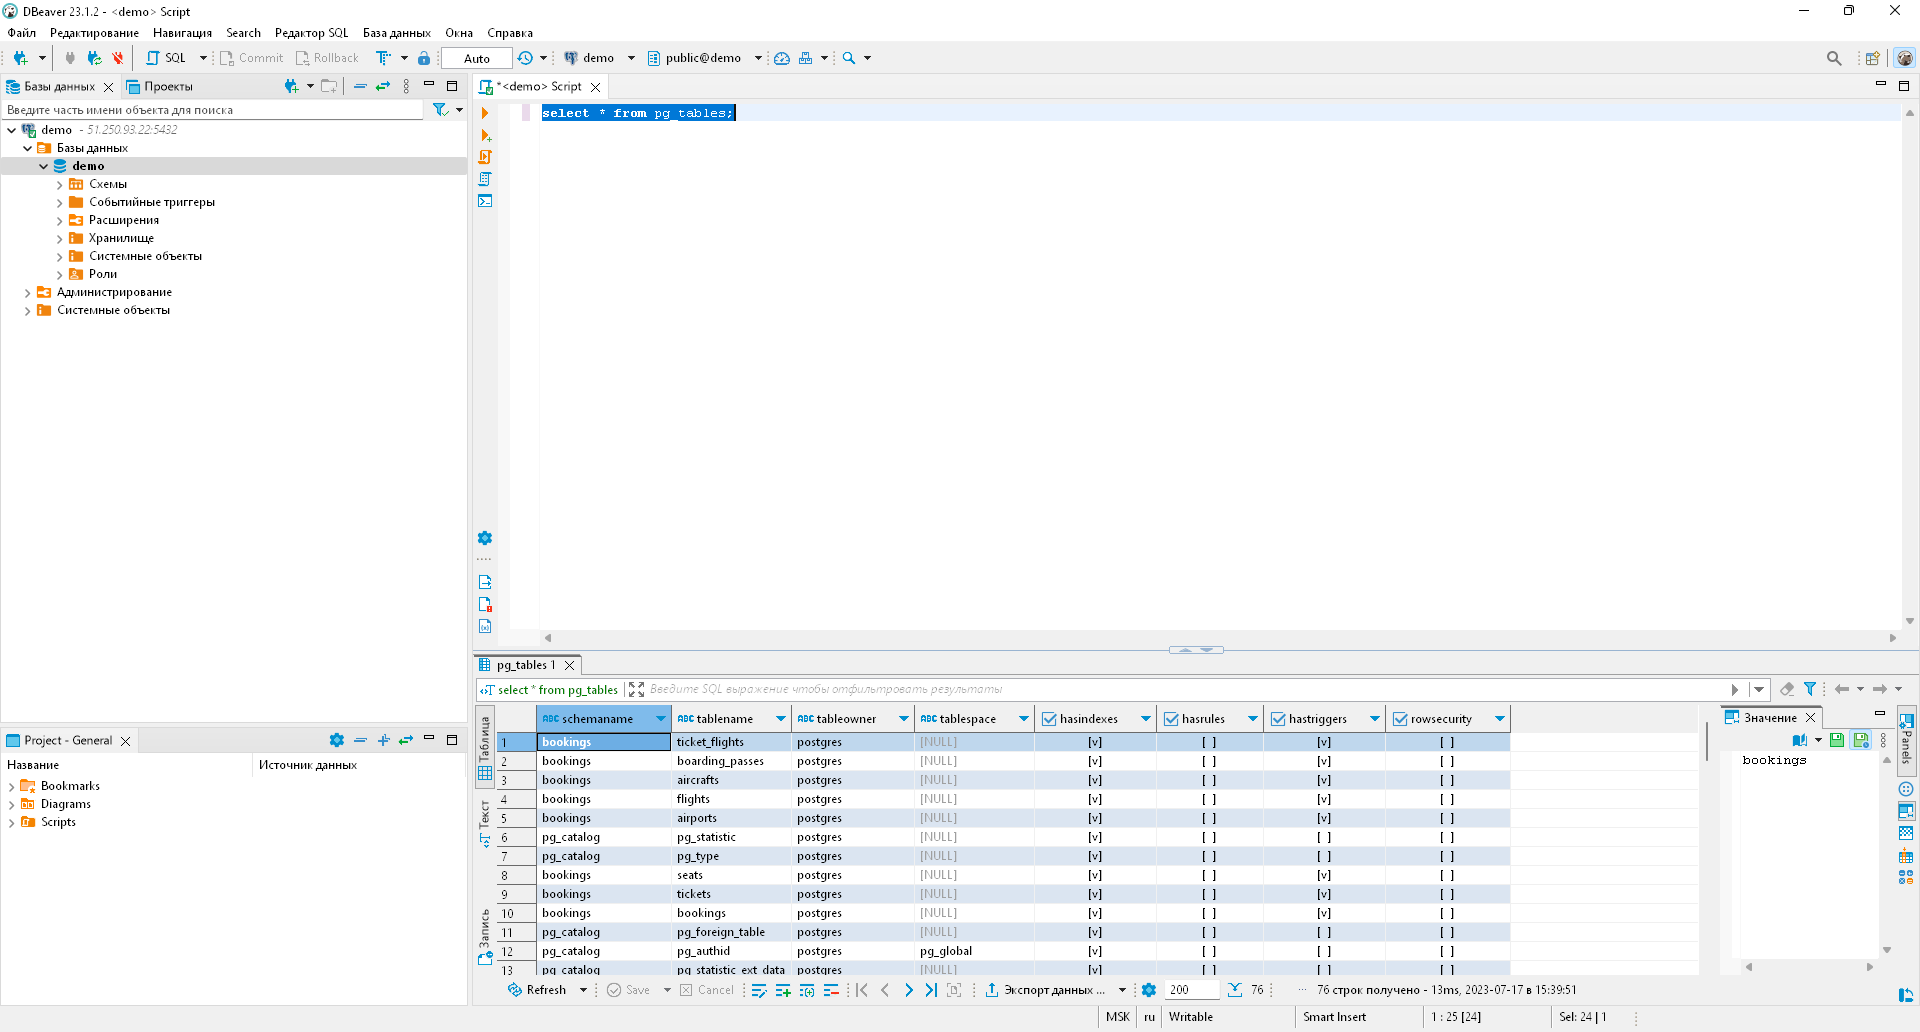 DBeaver 23.1.2 - <demo> Script
Файл Редактирование Навигация Search Редактор SQL База данных Окна Справка
SQL Commit Rollback Auto demo public@demo
Базы данных Проекты
Введите часть имени объекта для поиска
demo - 51.250.93.22:5432
Базы данных
demo
Схемы
Событийные триггеры
Расширения
Хранилище
Системные объекты
Роли
Администрирование
Системные объекты
Project - General
Название Источник данных
Bookmarks
Diagrams
Scripts
*<demo> Script
select * from pg_tables;
pg_tables 1
select * from pg_tables Введите SQL выражение чтобы отфильтровать результаты
Таблица
Текст
Запись
ABC schemaname ABC tablename ABC tableowner ABC tablespace hasindexes hasrules hastriggers rowsecurity
1 bookings ticket_flights postgres [NULL] [v] [ ] [v] [ ]
2 bookings boarding_passes postgres [NULL] [v] [ ] [v] [ ]
3 bookings aircrafts postgres [NULL] [v] [ ] [v] [ ]
4 bookings flights postgres [NULL] [v] [ ] [v] [ ]
5 bookings airports postgres [NULL] [v] [ ] [v] [ ]
6 pg_catalog pg_statistic postgres [NULL] [v] [ ] [ ] [ ]
7 pg_catalog pg_type postgres [NULL] [v] [ ] [ ] [ ]
8 bookings seats postgres [NULL] [v] [ ] [v] [ ]
9 bookings tickets postgres [NULL] [v] [ ] [v] [ ]
10 bookings bookings postgres [NULL] [v] [ ] [v] [ ]
11 pg_catalog pg_foreign_table postgres [NULL] [v] [ ] [ ] [ ]
12 pg_catalog pg_authid postgres pg_global [v] [ ] [ ] [ ]
13 pg_catalog pg_statistic_ext_data postgres [NULL] [v] [ ] [ ] [ ]
Значение
bookings
Panels
Refresh Save Cancel Экспорт данных ... 200 76 ... 76 строк получено - 13ms, 2023-07-17 в 15:39:51
MSK ru Writable Smart Insert 1 : 25 [24] Sel: 24 | 1